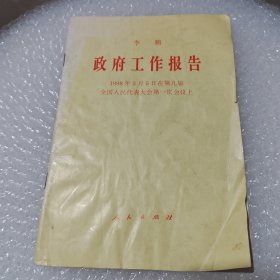 李鹏
政府工作报告
1998年3月5日在第九届
全国人民代表大会第一次会议上
人民出版社